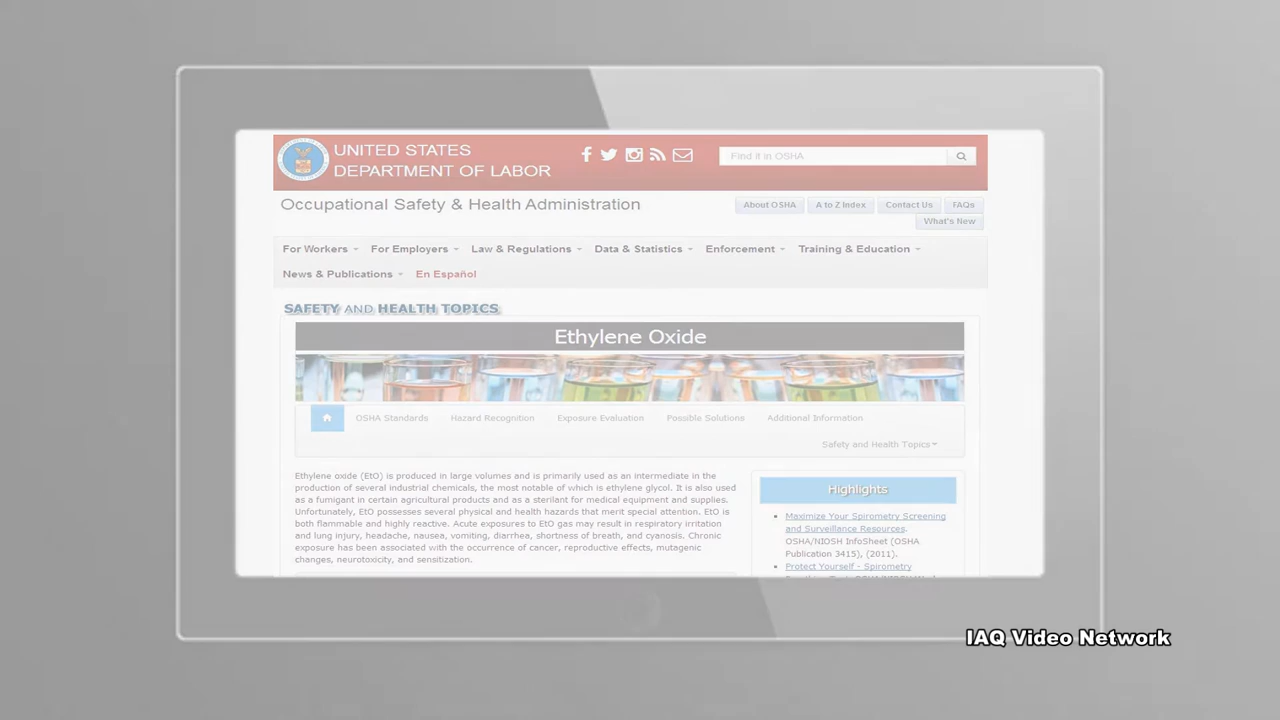 UNITED STATES
DEPARTMENT OF LABOR
Find it in OSHA
Occupational Safety & Health Administration
About OSHA
A to Z Index
Contact Us
FAQs
What's New
For Workers
For Employers
Law & Regulations
Data & Statistics
Enforcement
Training & Education
News & Publications
En Español
SAFETY AND HEALTH TOPICS
Ethylene Oxide
OSHA Standards
Hazard Recognition
Exposure Evaluation
Possible Solutions
Additional Information
Safety and Health Topics
Ethylene oxide (EtO) is produced in large volumes and is primarily used as an intermediate in the
production of several industrial chemicals, the most notable of which is ethylene glycol. It is also used
as a fumigant in certain agricultural products and as a sterilant for medical equipment and supplies.
Unfortunately, EtO possesses several physical and health hazards that merit special attention. EtO is
both flammable and highly reactive. Acute exposures to EtO gas may result in respiratory irritation
and lung injury, headache, nausea, vomiting, diarrhea, shortness of breath, and cyanosis. Chronic
exposure has been associated with the occurrence of cancer, reproductive effects, mutagenic
changes, neurotoxicity, and sensitization.
Highlights
Maximize Your Spirometry Screening
and Surveillance Resources.
OSHA/NIOSH InfoSheet (OSHA
Publication 3415), (2011).
Protect Yourself - Spirometry
IAQ Video Network